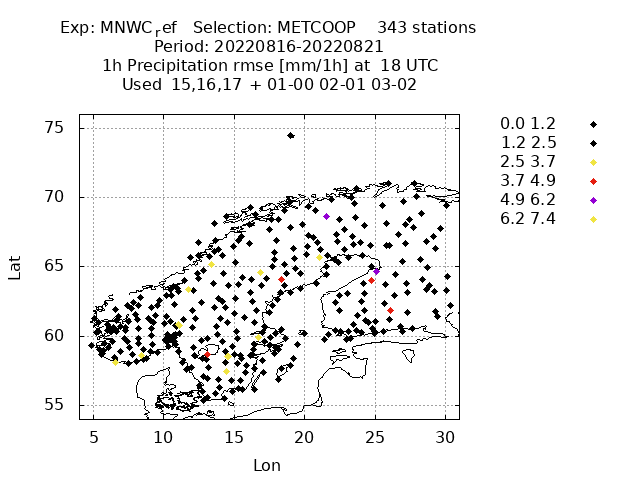 Exp: MNWC_ref Selection: METCOOP 343 stations
Period: 20220816-20220821
1h Precipitation rmse [mm/1h] at 18 UTC
Used 15,16,17 + 01-00 02-01 03-02
75
70
65
60
55
5 10 15 20 25 30
Lat
Lon
0.0 1.2
1.2 2.5
2.5 3.7
3.7 4.9
4.9 6.2
6.2 7.4